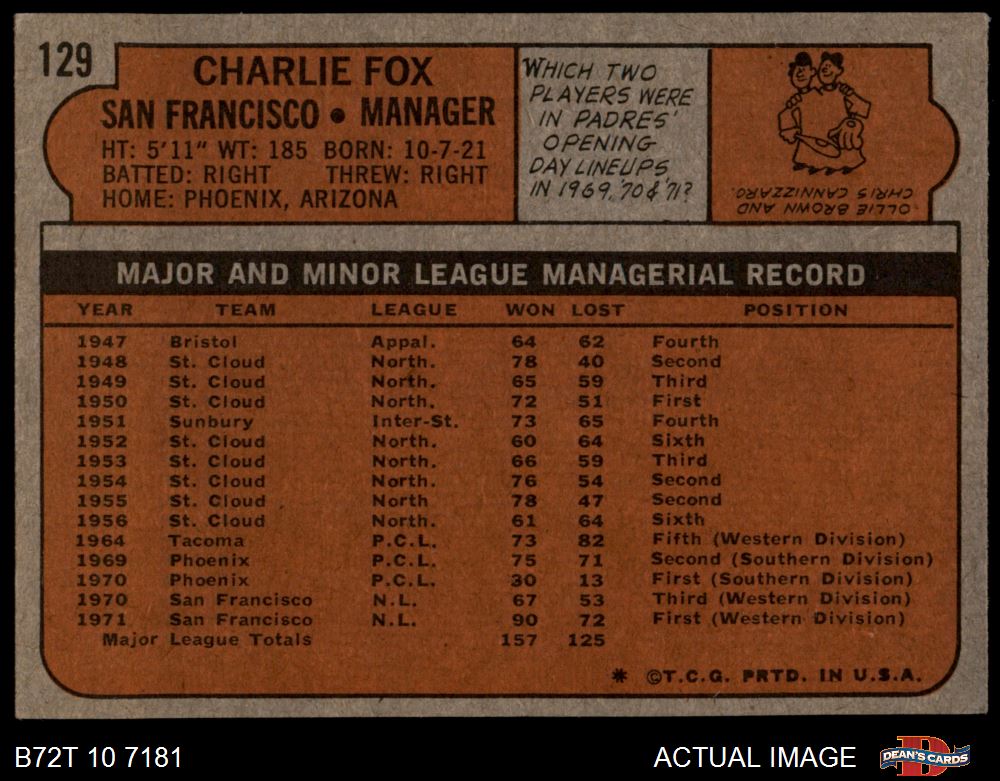 129
CHARLIE FOX
SAN FRANCISCO • MANAGER
HT: 5'11" WT: 185 BORN: 10-7-21
BATTED: RIGHT THREW: RIGHT
HOME: PHOENIX, ARIZONA
WHICH TWO
PLAYERS WERE
IN PADRES'
OPENING
DAY LINEUPS
IN 1969, '70 & '71?
OLLIE BROWN AND
CHRIS CANNIZZARO.
MAJOR AND MINOR LEAGUE MANAGERIAL RECORD
YEAR TEAM LEAGUE WON LOST POSITION
1947 Bristol Appal. 64 62 Fourth
1948 St. Cloud North. 78 40 Second
1949 St. Cloud North. 65 59 Third
1950 St. Cloud North. 72 51 First
1951 Sunbury Inter-St. 73 65 Fourth
1952 St. Cloud North. 60 64 Sixth
1953 St. Cloud North. 66 59 Third
1954 St. Cloud North. 76 54 Second
1955 St. Cloud North 78 47 Second
1956 St. Cloud North. 61 64 Sixth
1964 Tacoma P.C.L. 73 82 Fifth (Western Division)
1969 Phoenix P.C.L. 75 71 Second (Southern Division)
1970 Phoenix P.C.L. 30 13 First (Southern Division)
1970 San Francisco N.L. 67 53 Third (Western Division)
1971 San Francisco N.L. 90 72 First (Western Division)
Major League Totals 157 125
* ©T.C.G. PRTD. IN U.S.A.
B72T 10 7181
ACTUAL IMAGE
DEAN'S CARDS